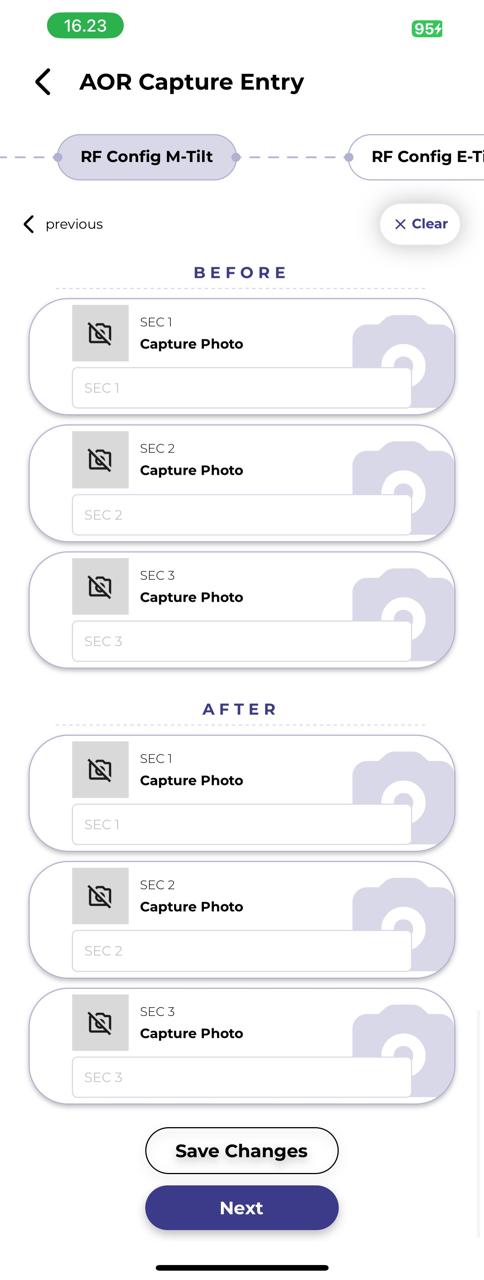 16.23
95
AOR Capture Entry
RF Config M-Tilt
RF Config E-Ti
previous
Clear
BEFORE
SEC 1
Capture Photo
SEC 1
SEC 2
Capture Photo
SEC 2
SEC 3
Capture Photo
SEC 3
AFTER
SEC 1
Capture Photo
SEC 1
SEC 2
Capture Photo
SEC 2
SEC 3
Capture Photo
SEC 3
Save Changes
Next